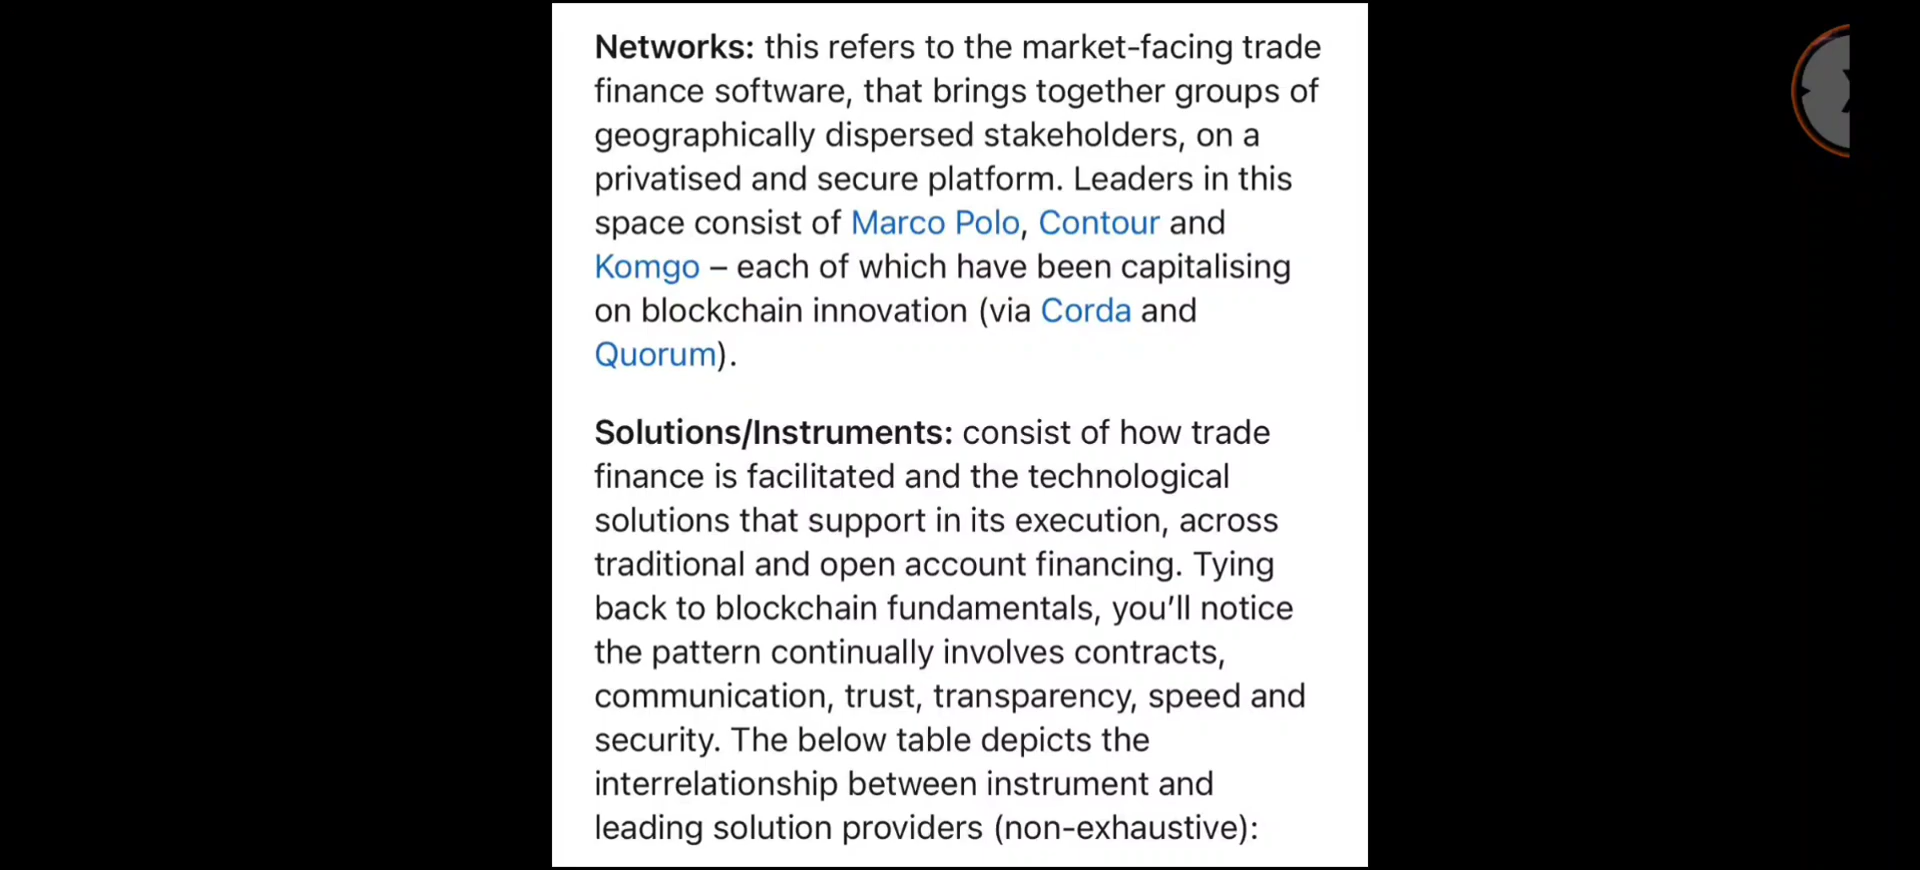 Networks: this refers to the market-facing trade
finance software, that brings together groups of
geographically dispersed stakeholders, on a
privatised and secure platform. Leaders in this
space consist of Marco Polo, Contour and
Komgo – each of which have been capitalising
on blockchain innovation (via Corda and
Quorum).
Solutions/Instruments: consist of how trade
finance is facilitated and the technological
solutions that support in its execution, across
traditional and open account financing. Tying
back to blockchain fundamentals, you’ll notice
the pattern continually involves contracts,
communication, trust, transparency, speed and
security. The below table depicts the
interrelationship between instrument and
leading solution providers (non-exhaustive):